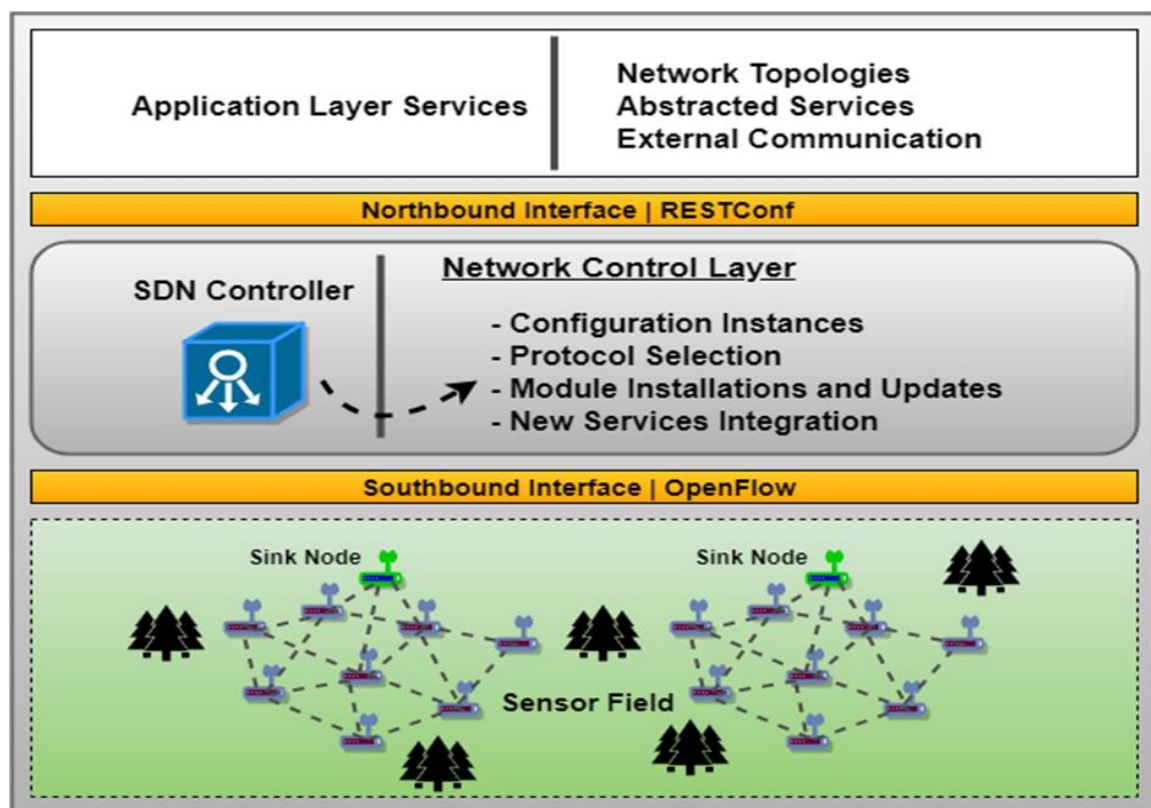 Application Layer Services
Network Topologies
Abstracted Services
External Communication
Northbound Interface | RESTConf
SDN Controller
Network Control Layer
- Configuration Instances
- Protocol Selection
- Module Installations and Updates
- New Services Integration
Southbound Interface | OpenFlow
Sink Node
Sink Node
Sensor Field